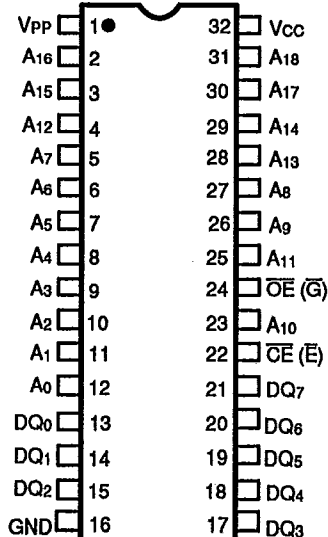 VPP 1 32 VCC
A16 2 31 A18
A15 3 30 A17
A12 4 29 A14
A7 5 28 A13
A6 6 27 A8
A5 7 26 A9
A4 8 25 A11
A3 9 24 O̅E̅ (G̅)
A2 10 23 A10
A1 11 22 C̅E̅ (E̅)
A0 12 21 DQ7
DQ0 13 20 DQ6
DQ1 14 19 DQ5
DQ2 15 18 DQ4
GND 16 17 DQ3